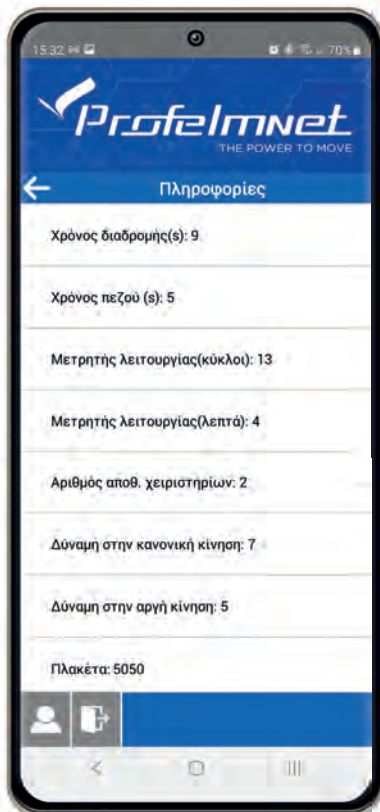 15:32
70%
Profelmnet
THE POWER TO MOVE
Πληροφορίες
Χρόνος διαδρομής(s): 9
Χρόνος πεζού (s): 5
Μετρητής λειτουργίας(κύκλοι): 13
Μετρητής λειτουργίας(λεπτά): 4
Αριθμός αποθ. χειριστηρίων: 2
Δύναμη στην κανονική κίνηση: 7
Δύναμη στην αργή κίνηση: 5
Πλακέτα: 5050